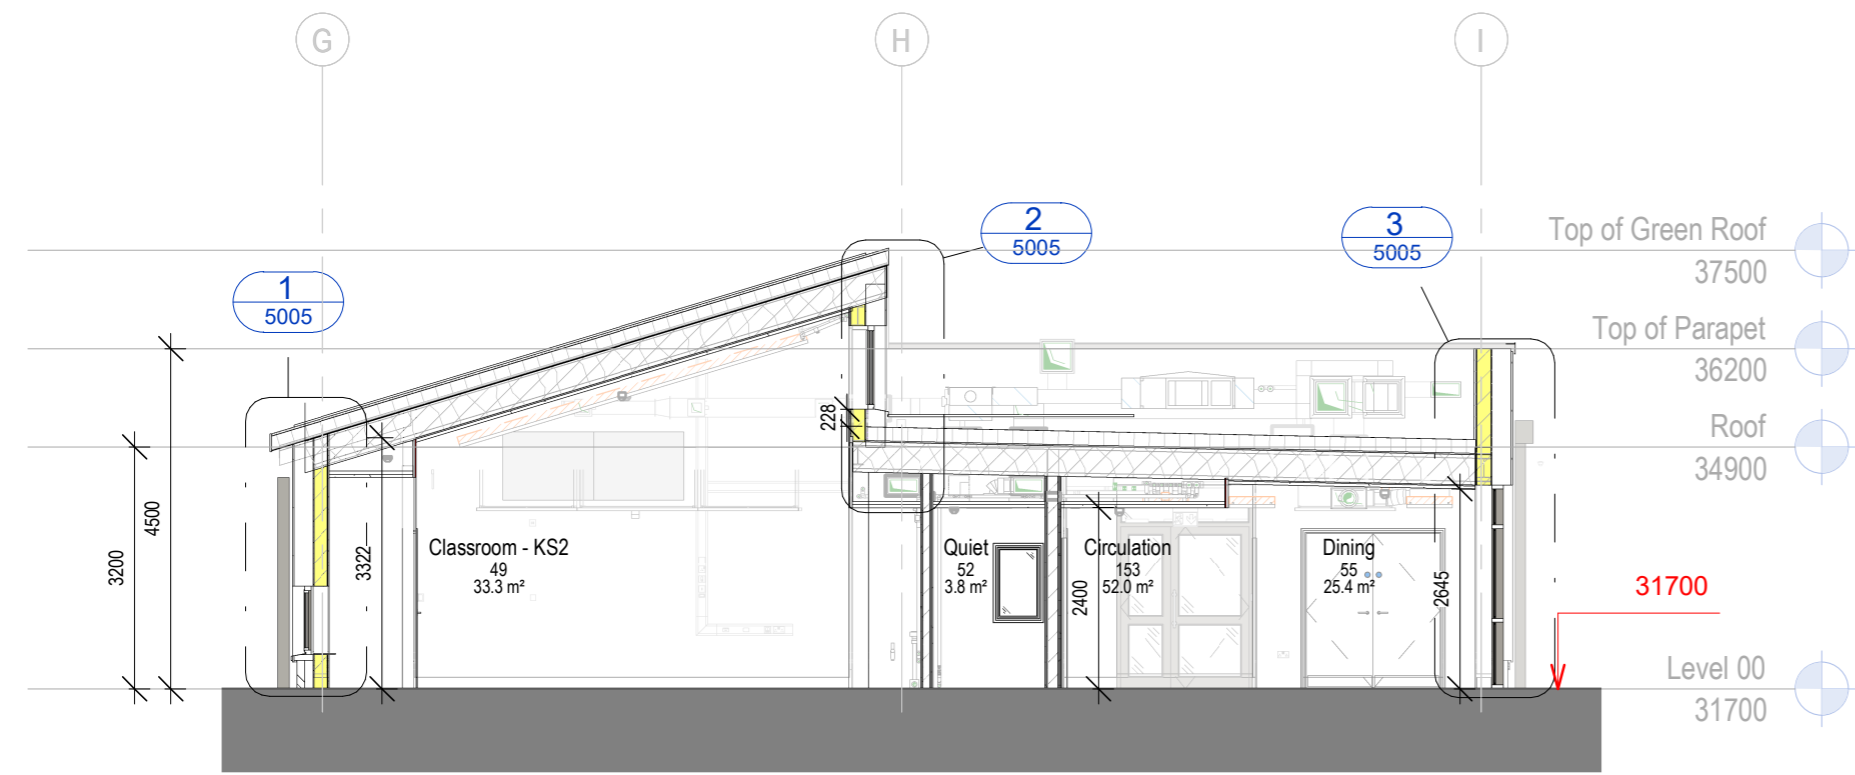 G
H
I
1
5005
2
5005
3
5005
Top of Green Roof
37500
Top of Parapet
36200
Roof
34900
Level 00
31700
31700
3200
4500
3322
228
2400
2645
Classroom - KS2
49
33.3 m²
Quiet
52
3.8 m²
Circulation
153
52.0 m²
Dining
55
25.4 m²